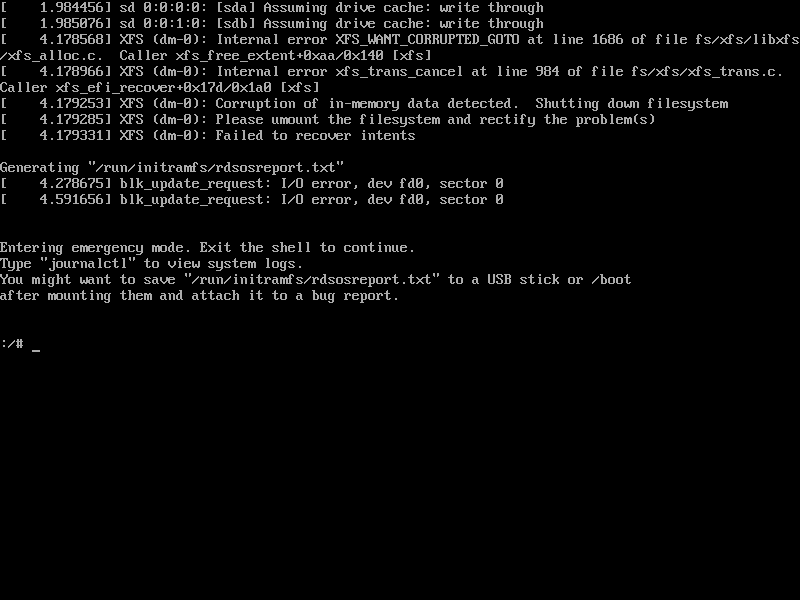 [    1.984456] sd 0:0:0:0: [sda] Assuming drive cache: write through
[    1.985076] sd 0:0:1:0: [sdb] Assuming drive cache: write through
[    4.178568] XFS (dm-0): Internal error XFS_WANT_CORRUPTED_GOTO at line 1686 of file fs/xfs/libxfs
/xfs_alloc.c.  Caller xfs_free_extent+0xaa/0x140 [xfs]
[    4.178966] XFS (dm-0): Internal error xfs_trans_cancel at line 984 of file fs/xfs/xfs_trans.c.
Caller xfs_efi_recover+0x17d/0x1a0 [xfs]
[    4.179253] XFS (dm-0): Corruption of in-memory data detected.  Shutting down filesystem
[    4.179285] XFS (dm-0): Please umount the filesystem and rectify the problem(s)
[    4.179331] XFS (dm-0): Failed to recover intents
Generating "/run/initramfs/rdsosreport.txt"
[    4.278675] blk_update_request: I/O error, dev fd0, sector 0
[    4.591656] blk_update_request: I/O error, dev fd0, sector 0
Entering emergency mode. Exit the shell to continue.
Type "journalctl" to view system logs.
You might want to save "/run/initramfs/rdsosreport.txt" to a USB stick or /boot
after mounting them and attach it to a bug report.
:/# _